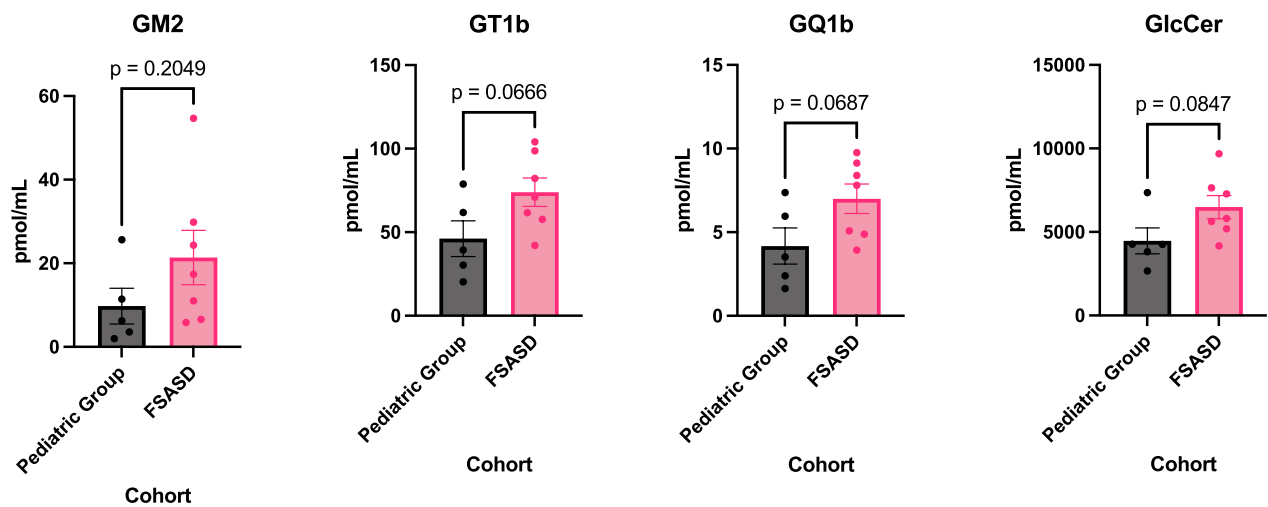 GM2
p = 0.2049
60
40
20
0
pmol/mL
Pediatric Group
FSASD
Cohort
GT1b
p = 0.0666
150
100
50
0
pmol/mL
Pediatric Group
FSASD
Cohort
GQ1b
p = 0.0687
15
10
5
0
pmol/mL
Pediatric Group
FSASD
Cohort
GlcCer
p = 0.0847
15000
10000
5000
0
pmol/mL
Pediatric Group
FSASD
Cohort